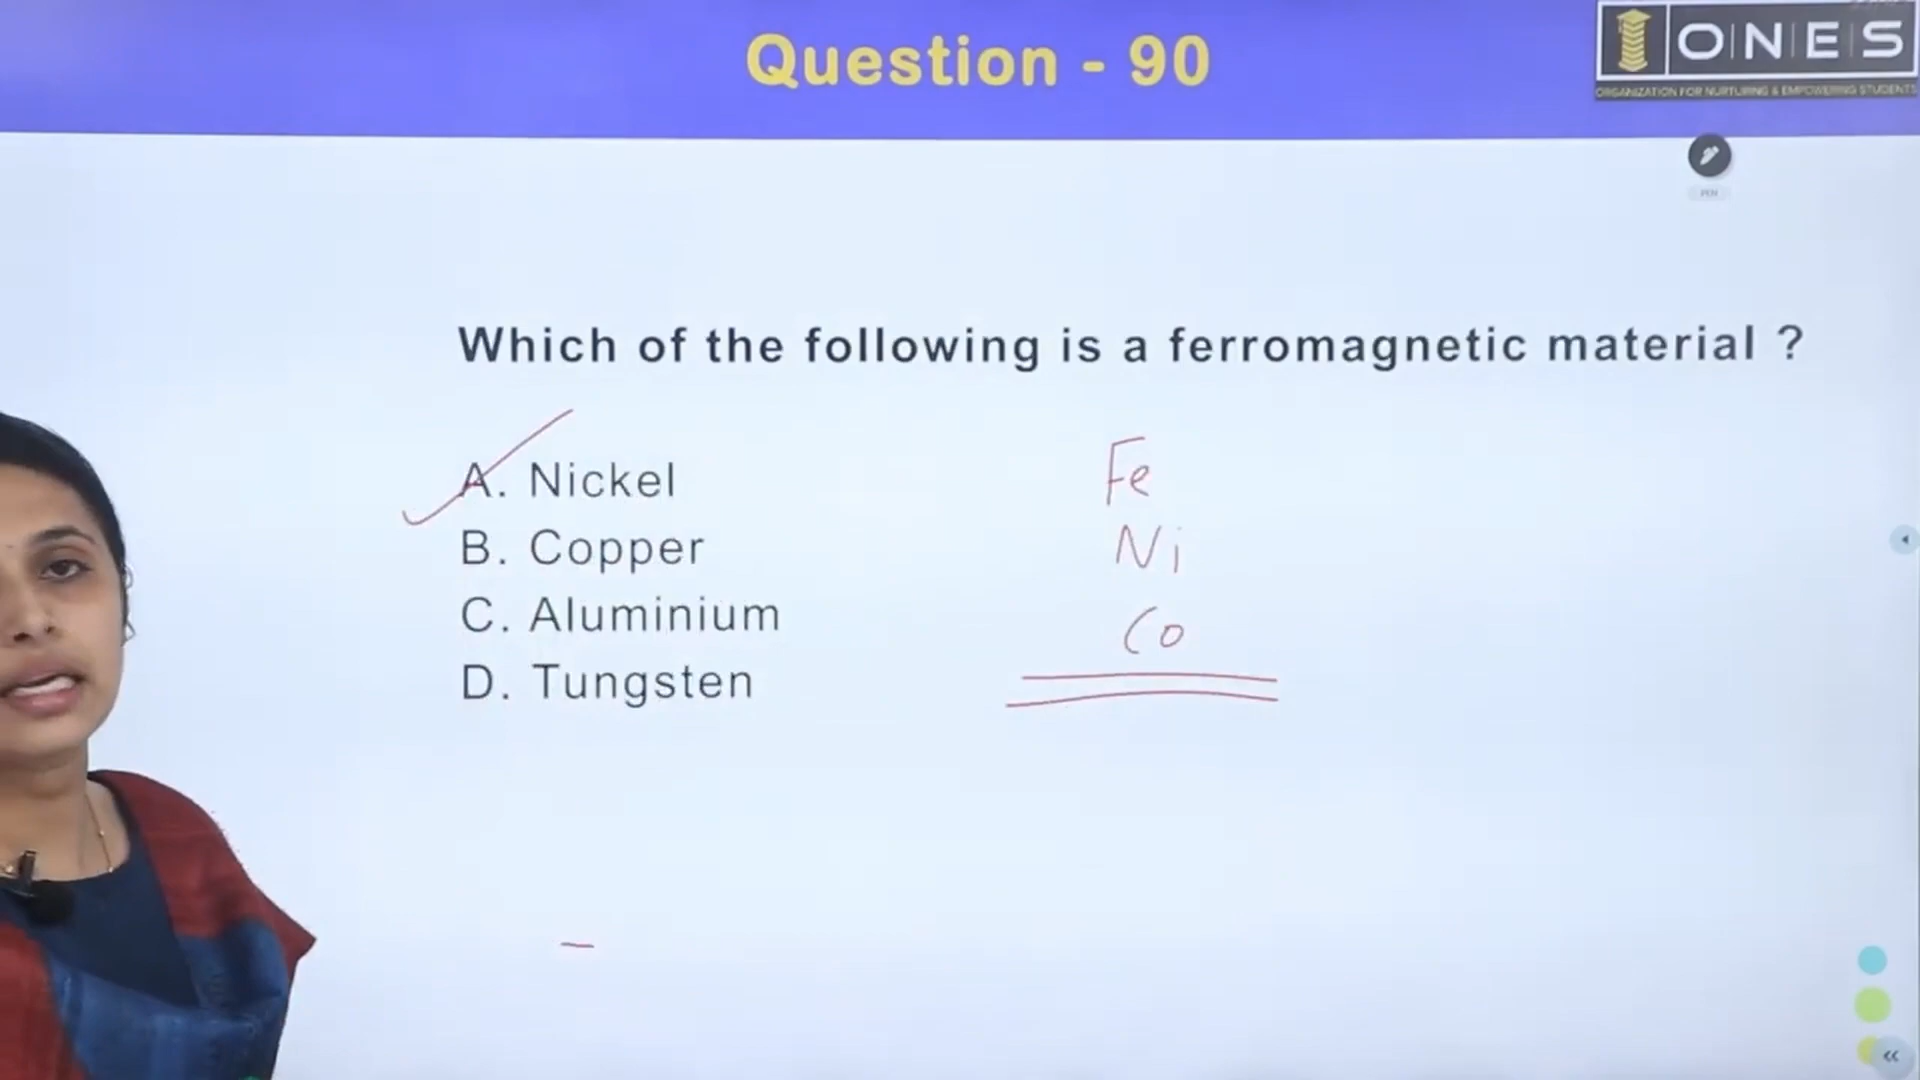 Question - 90
ONES
ORGANIZATION FOR NURTURING & EMPOWERING STUDENTS
PEN
Which of the following is a ferromagnetic material ?
A. Nickel
B. Copper
C. Aluminium
D. Tungsten
Fe
Ni
Co